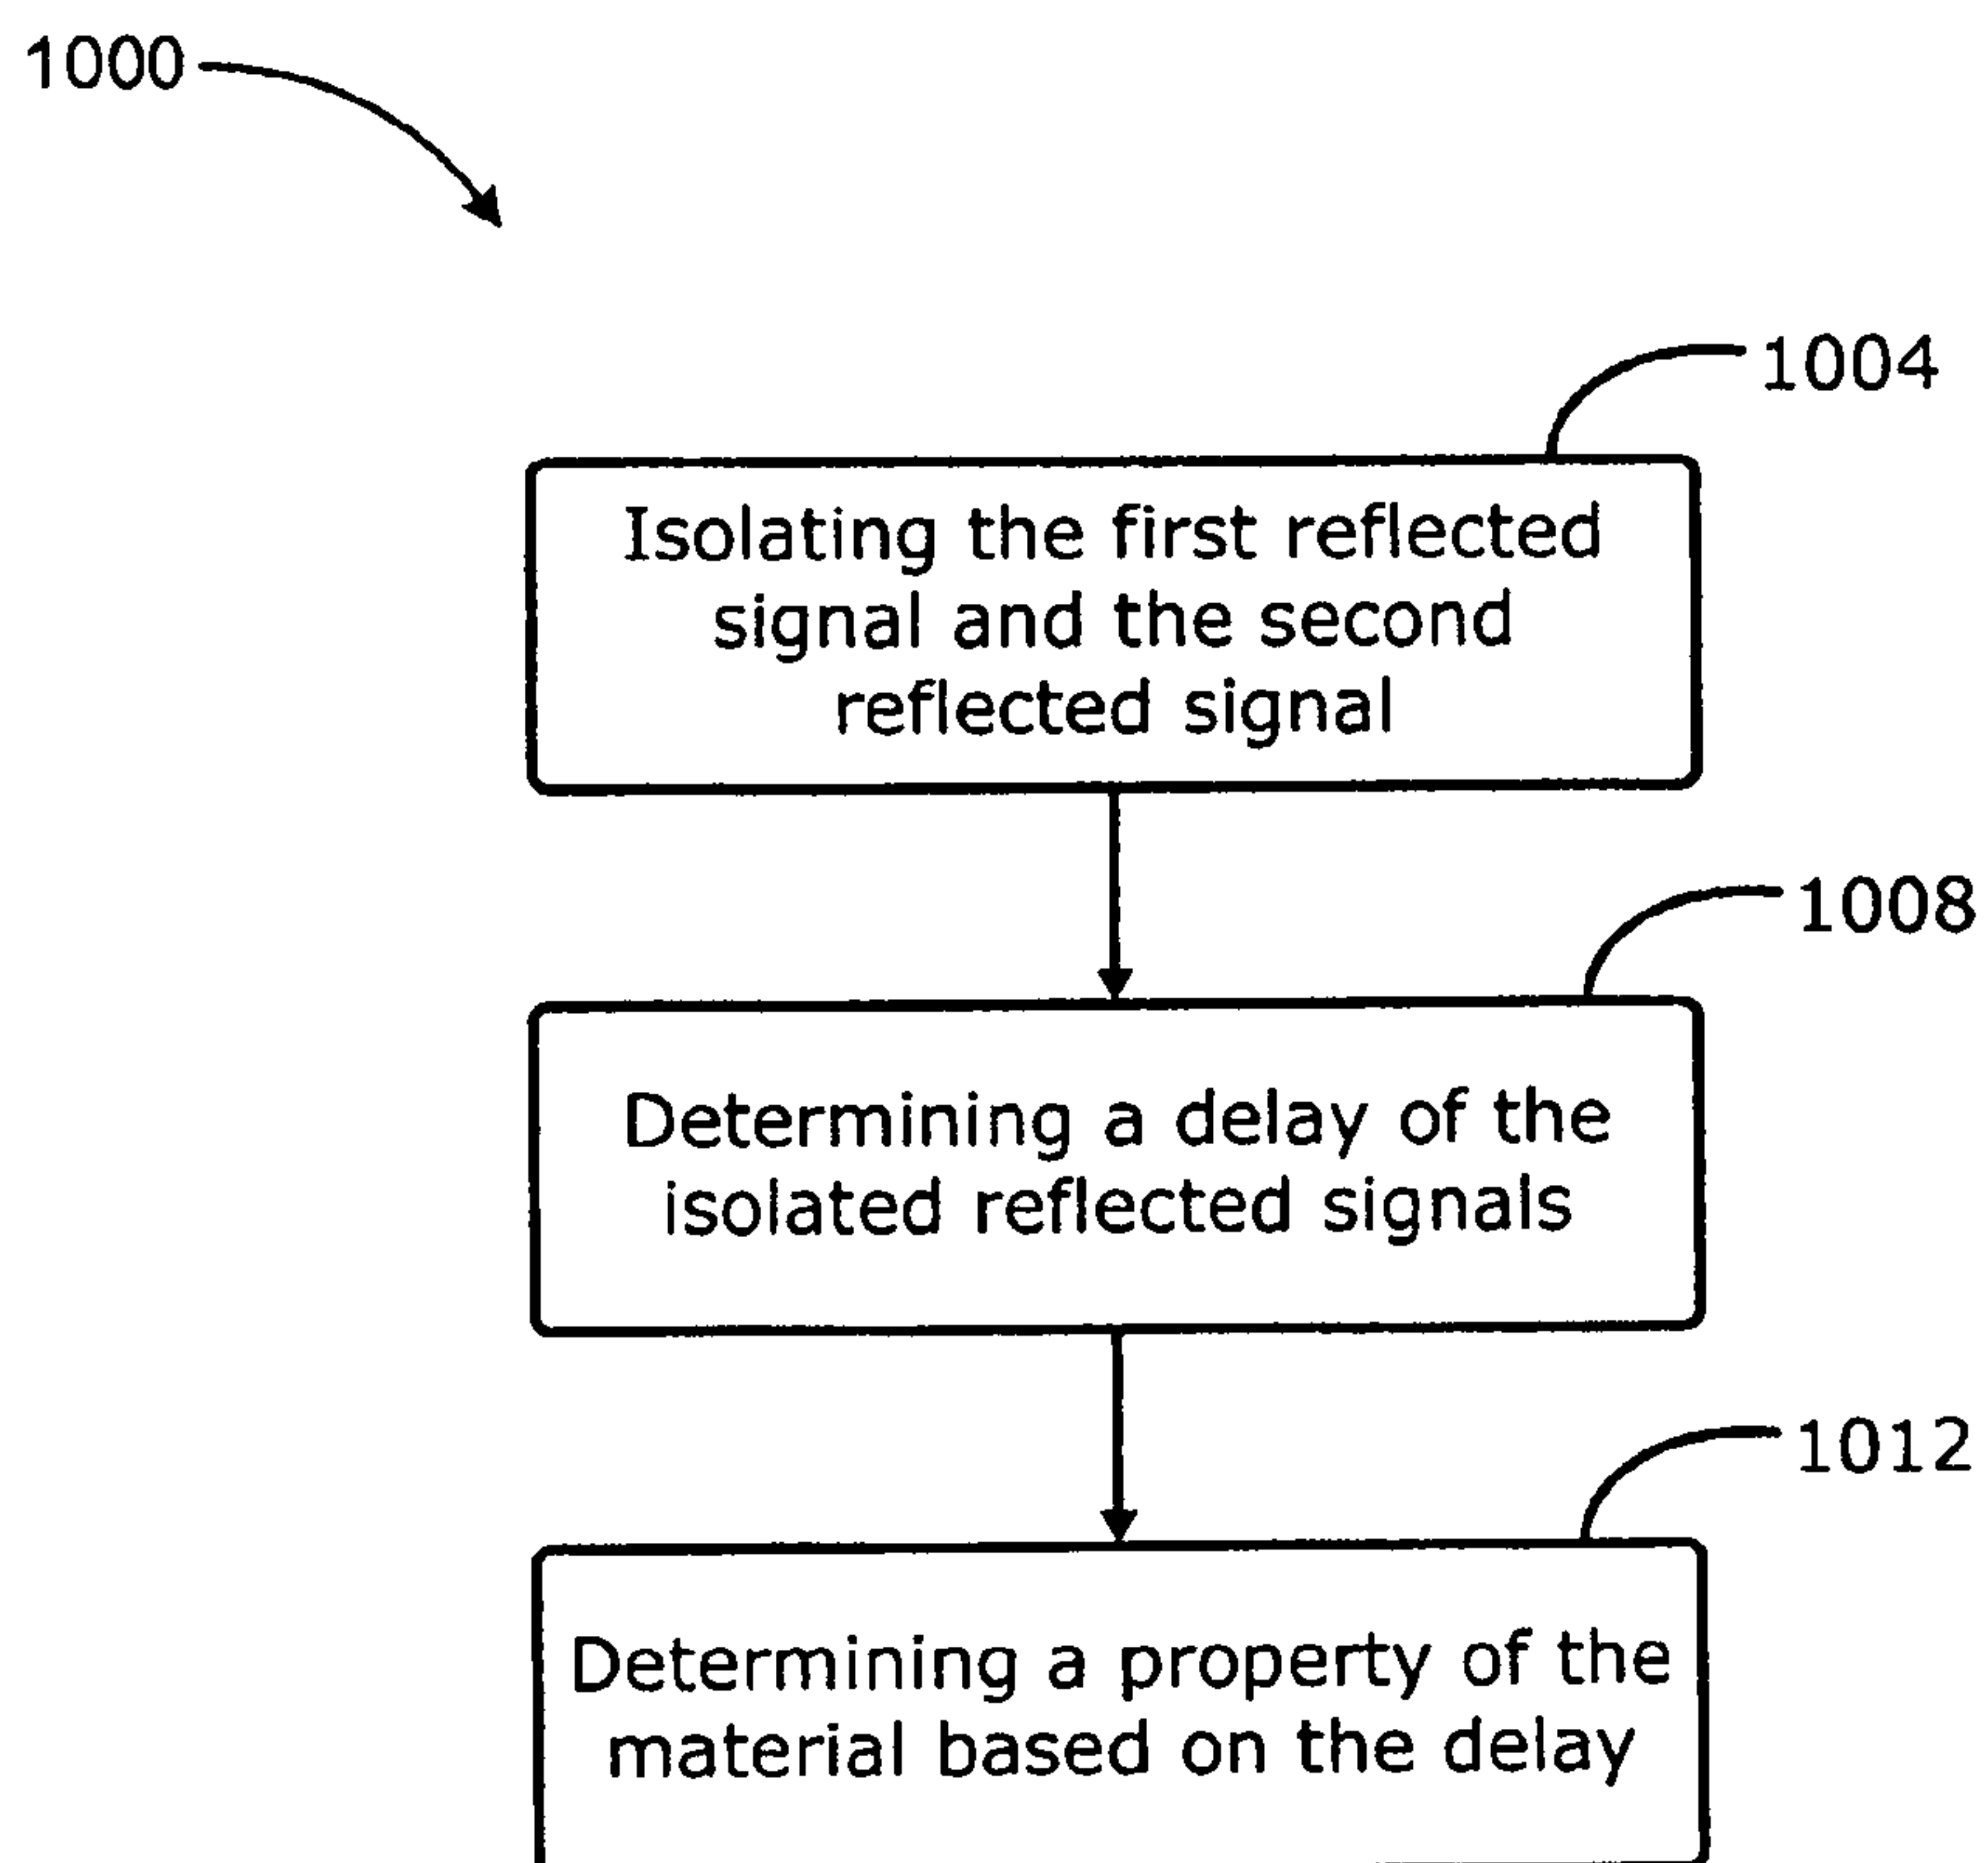 1000
1004
Isolating the first reflected
signal and the second
reflected signal
1008
Determining a delay of the
isolated reflected signals
1012
Determining a property of the
material based on the delay